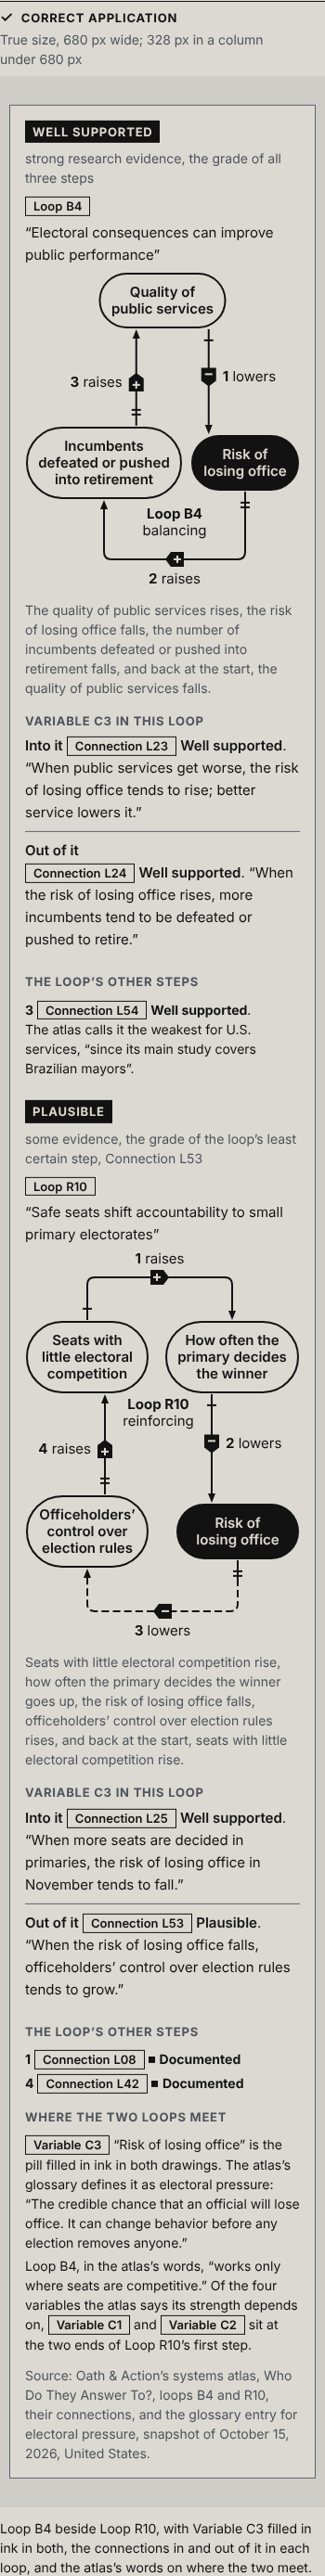 ✓ CORRECT APPLICATION
True size, 680 px wide; 328 px in a column
under 680 px
WELL SUPPORTED
strong research evidence, the grade of all
three steps
Loop B4
“Electoral consequences can improve
public performance”
Quality of
public services
3 raises
1 lowers
Incumbents
defeated or pushed
into retirement
Risk of
losing office
Loop B4
balancing
2 raises
The quality of public services rises, the risk
of losing office falls, the number of
incumbents defeated or pushed into
retirement falls, and back at the start, the
quality of public services falls.
VARIABLE C3 IN THIS LOOP
Into it Connection L23 Well supported.
“When public services get worse, the risk
of losing office tends to rise; better
service lowers it.”
Out of it
Connection L24 Well supported. “When
the risk of losing office rises, more
incumbents tend to be defeated or
pushed to retire.”
THE LOOP’S OTHER STEPS
3 Connection L54 Well supported.
The atlas calls it the weakest for U.S.
services, “since its main study covers
Brazilian mayors”.
PLAUSIBLE
some evidence, the grade of the loop’s least
certain step, Connection L53
Loop R10
“Safe seats shift accountability to small
primary electorates”
1 raises
Seats with
little electoral
competition
How often the
primary decides
the winner
Loop R10
reinforcing
4 raises
2 lowers
Officeholders’
control over
election rules
Risk of
losing office
3 lowers
Seats with little electoral competition rise,
how often the primary decides the winner
goes up, the risk of losing office falls,
officeholders’ control over election rules
rises, and back at the start, seats with little
electoral competition rise.
VARIABLE C3 IN THIS LOOP
Into it Connection L25 Well supported.
“When more seats are decided in
primaries, the risk of losing office in
November tends to fall.”
Out of it Connection L53 Plausible.
“When the risk of losing office falls,
officeholders’ control over election rules
tends to grow.”
THE LOOP’S OTHER STEPS
1 Connection L08 ■ Documented
4 Connection L42 ■ Documented
WHERE THE TWO LOOPS MEET
Variable C3 “Risk of losing office” is the
pill filled in ink in both drawings. The atlas’s
glossary defines it as electoral pressure:
“The credible chance that an official will lose
office. It can change behavior before any
election removes anyone.”
Loop B4, in the atlas’s words, “works only
where seats are competitive.” Of the four
variables the atlas says its strength depends
on, Variable C1 and Variable C2 sit at
the two ends of Loop R10’s first step.
Source: Oath & Action’s systems atlas, Who
Do They Answer To?, loops B4 and R10,
their connections, and the glossary entry for
electoral pressure, snapshot of October 15,
2026, United States.
Loop B4 beside Loop R10, with Variable C3 filled in
ink in both, the connections in and out of it in each
loop, and the atlas’s words on where the two meet.